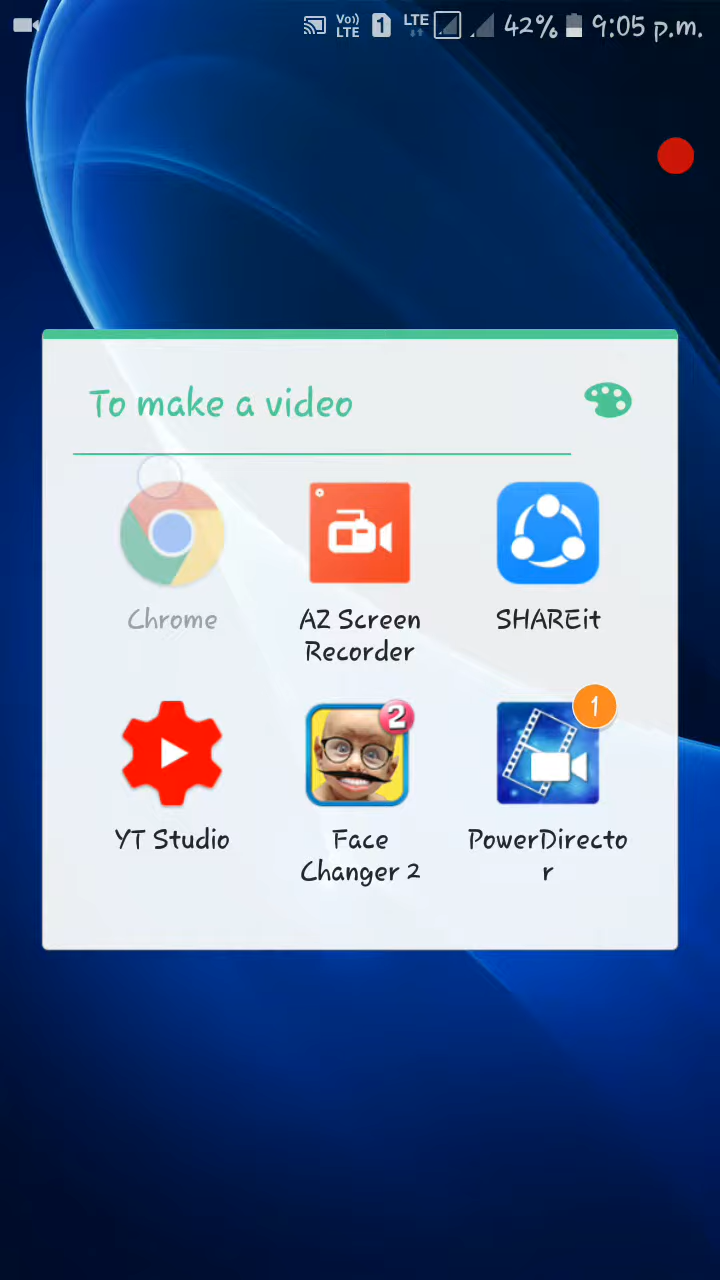 Vo)) LTE 1 LTE 42% 9:05 p.m.
To make a video
Chrome
AZ Screen
Recorder
SHAREit
2
1
YT Studio
Face
Changer 2
PowerDirecto
r